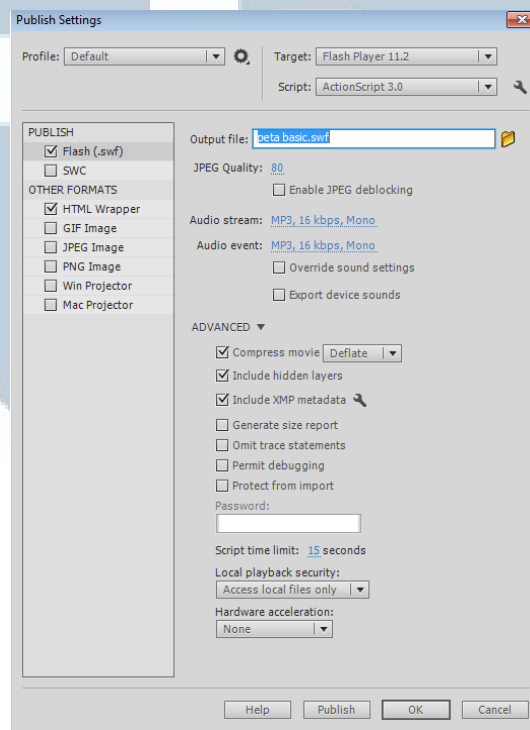 Publish Settings
Profile: Default
Target: Flash Player 11.2
Script: ActionScript 3.0
PUBLISH
Flash (.swf)
SWC
OTHER FORMATS
HTML Wrapper
GIF Image
JPEG Image
PNG Image
Win Projector
Mac Projector
Output file: peta basic.swf
JPEG Quality: 80
Enable JPEG deblocking
Audio stream: MP3, 16 kbps, Mono
Audio event: MP3, 16 kbps, Mono
Override sound settings
Export device sounds
ADVANCED
Compress movie Deflate
Include hidden layers
Include XMP metadata
Generate size report
Omit trace statements
Permit debugging
Protect from import
Password:
Script time limit: 15 seconds
Local playback security:
Access local files only
Hardware acceleration:
None
Help Publish OK Cancel